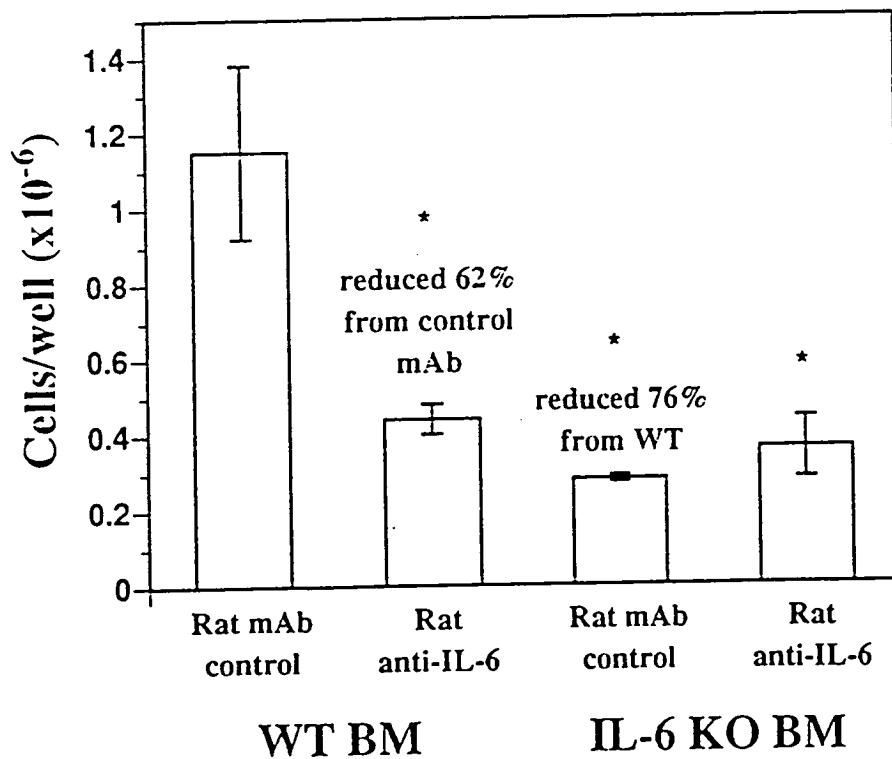 Cells/well (x10-6)
1.4
1.2
1
0.8
0.6
0.4
0.2
0
*
reduced 62%
from control
mAb
*
reduced 76%
from WT
*
Rat mAb
control
Rat
anti-IL-6
Rat mAb
control
Rat
anti-IL-6
WT BM
IL-6 KO BM